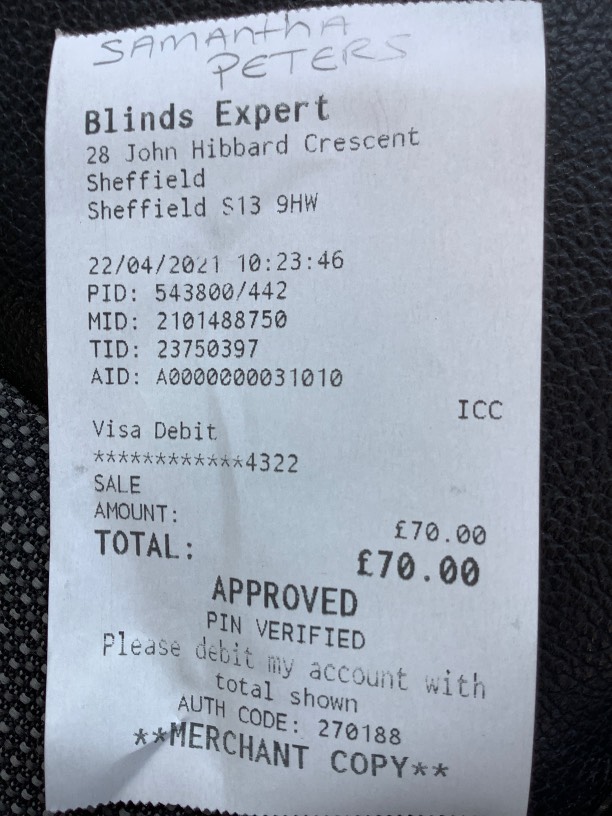 SAMANTHA
PETERS
Blinds Expert
28 John Hibbard Crescent
Sheffield
Sheffield S13 9HW
22/04/2021 10:23:46
PID: 543800/442
MID: 2101488750
TID: 23750397
AID: A0000000031010
ICC
Visa Debit
************4322
SALE
AMOUNT: £70.00
TOTAL: £70.00
APPROVED
PIN VERIFIED
Please debit my account with
total shown
AUTH CODE: 270188
**MERCHANT COPY**